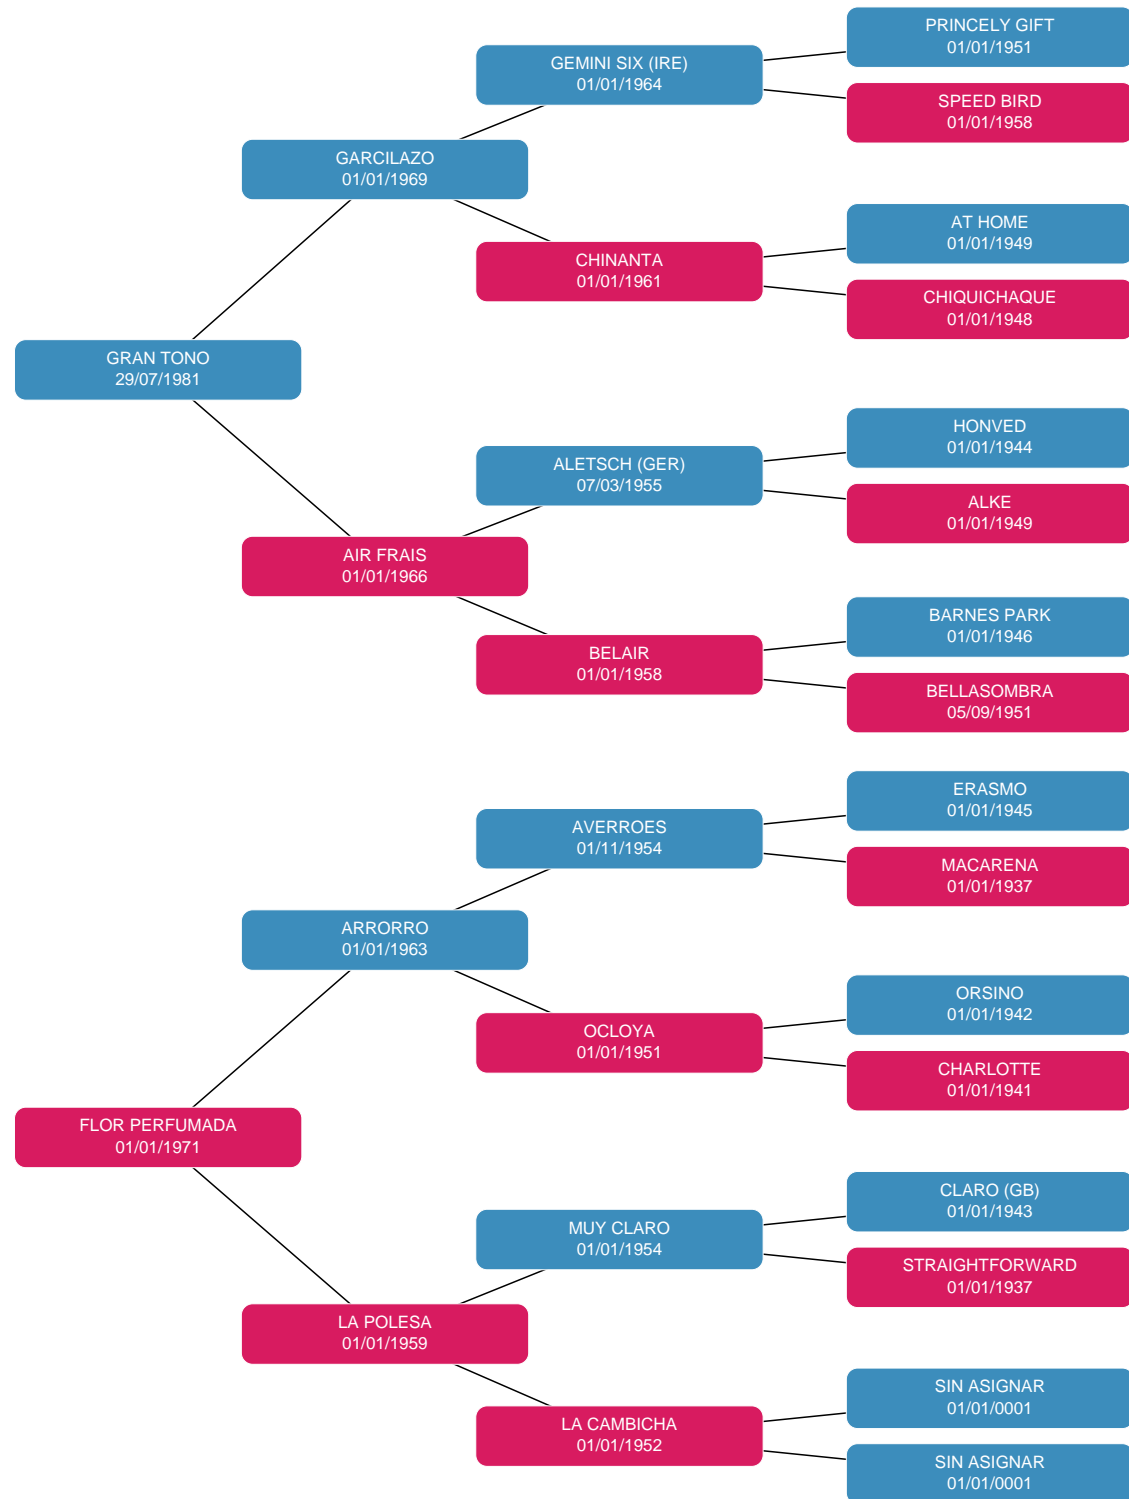 PRINCELY GIFT
01/01/1951
GEMINI SIX (IRE)
01/01/1964
SPEED BIRD
01/01/1958
GARCILAZO
01/01/1969
AT HOME
01/01/1949
CHINANTA
01/01/1961
CHIQUICHAQUE
01/01/1948
GRAN TONO
29/07/1981
HONVED
01/01/1944
ALETSCH (GER)
07/03/1955
ALKE
01/01/1949
AIR FRAIS
01/01/1966
BARNES PARK
01/01/1946
BELAIR
01/01/1958
BELLASOMBRA
05/09/1951
ERASMO
01/01/1945
AVERROES
01/11/1954
MACARENA
01/01/1937
ARRORRO
01/01/1963
ORSINO
01/01/1942
OCLOYA
01/01/1951
CHARLOTTE
01/01/1941
FLOR PERFUMADA
01/01/1971
CLARO (GB)
01/01/1943
MUY CLARO
01/01/1954
STRAIGHTFORWARD
01/01/1937
LA POLESA
01/01/1959
SIN ASIGNAR
01/01/0001
LA CAMBICHA
01/01/1952
SIN ASIGNAR
01/01/0001